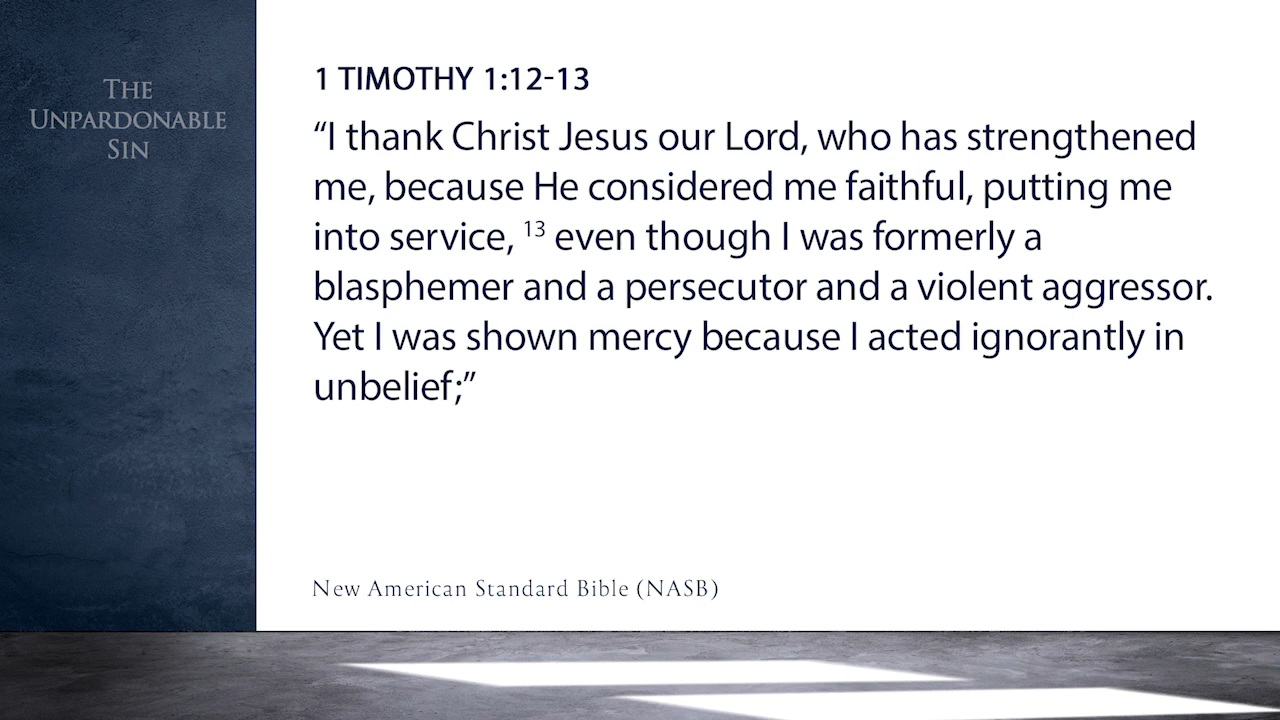 The
Unpardonable
Sin
1 TIMOTHY 1:12-13
“I thank Christ Jesus our Lord, who has strengthened
me, because He considered me faithful, putting me
into service, 13 even though I was formerly a
blasphemer and a persecutor and a violent aggressor.
Yet I was shown mercy because I acted ignorantly in
unbelief;”
New American Standard Bible (NASB)